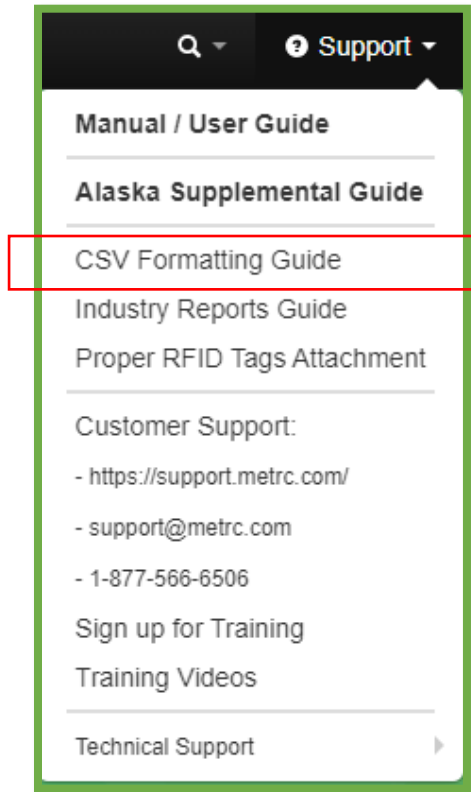 Support
Manual / User Guide
Alaska Supplemental Guide
CSV Formatting Guide
Industry Reports Guide
Proper RFID Tags Attachment
Customer Support:
- https://support.metrc.com/
- support@metrc.com
- 1-877-566-6506
Sign up for Training
Training Videos
Technical Support